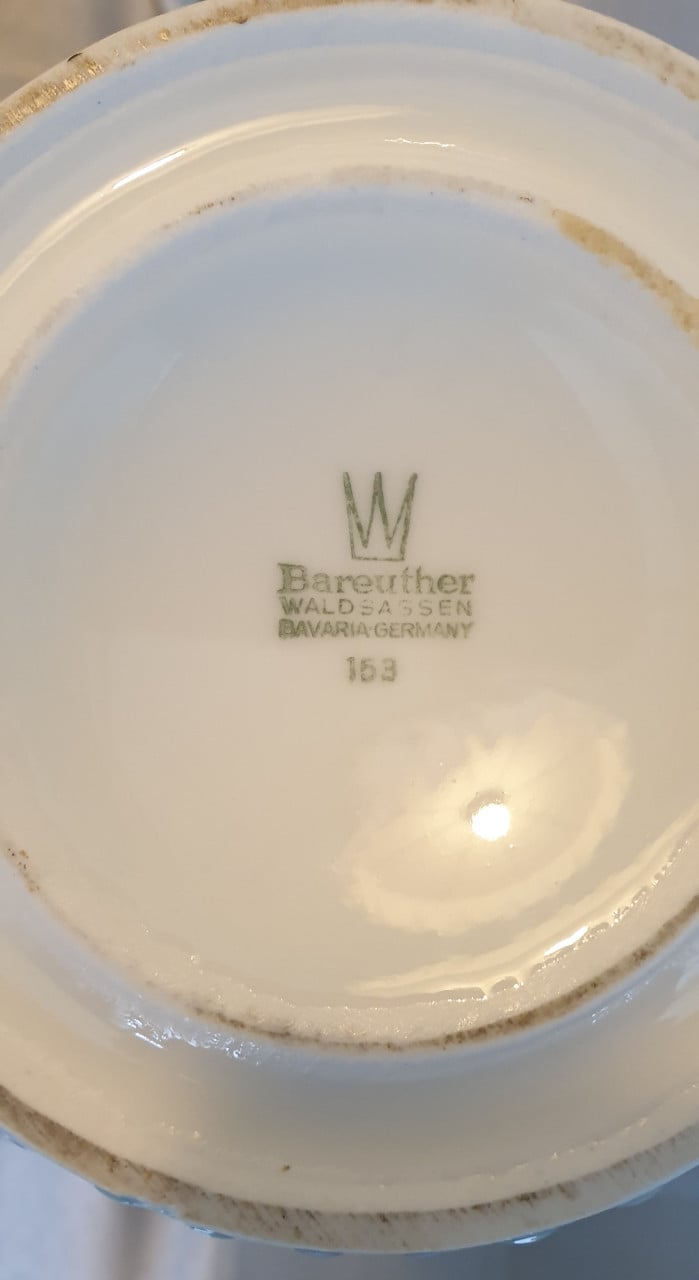 W
Bareuther
WALDSASSEN
BAVARIA-GERMANY
153